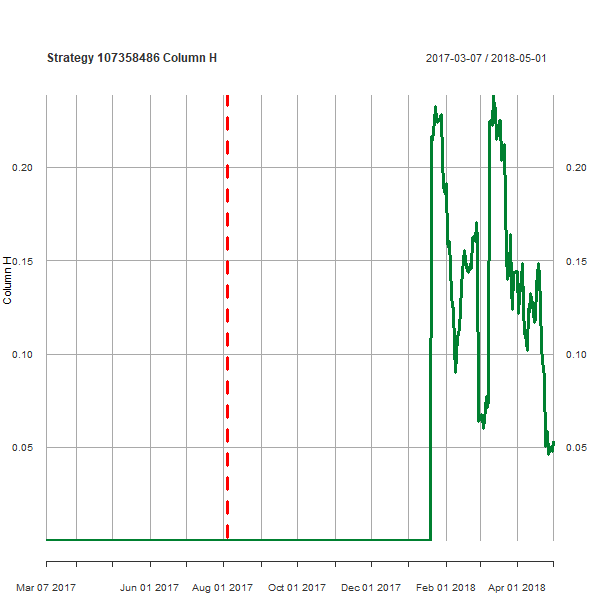 Strategy 107358486 Column H 2017-03-07 / 2018-05-01
0.20 0.20
0.15 0.15
Column H
0.10 0.10
0.05 0.05
Mar 07 2017 Jun 01 2017 Aug 01 2017 Oct 01 2017 Dec 01 2017 Feb 01 2018 Apr 01 2018